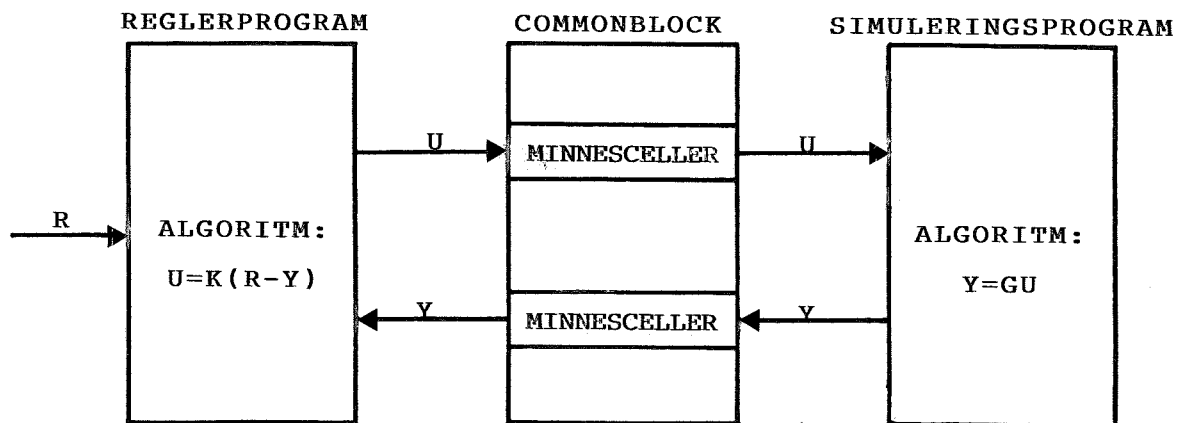 REGLERPROGRAM
COMMONBLOCK
SIMULERINGSPROGRAM
U
MINNESCELLER
U
R
ALGORITM:
U=K(R-Y)
ALGORITM:
Y=GU
Y
MINNESCELLER
Y